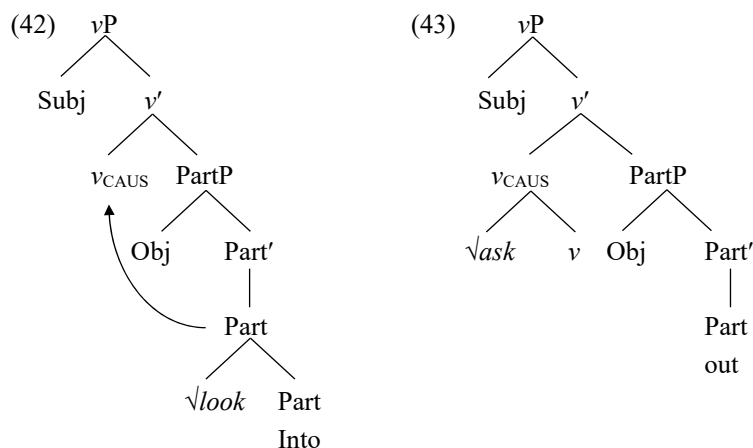 (42) vP (43) vP
Subj v′ Subj v′
vCAUS PartP vCAUS PartP
Obj Part′ √ask v Obj Part′
Part Part
out
√look Part
Into